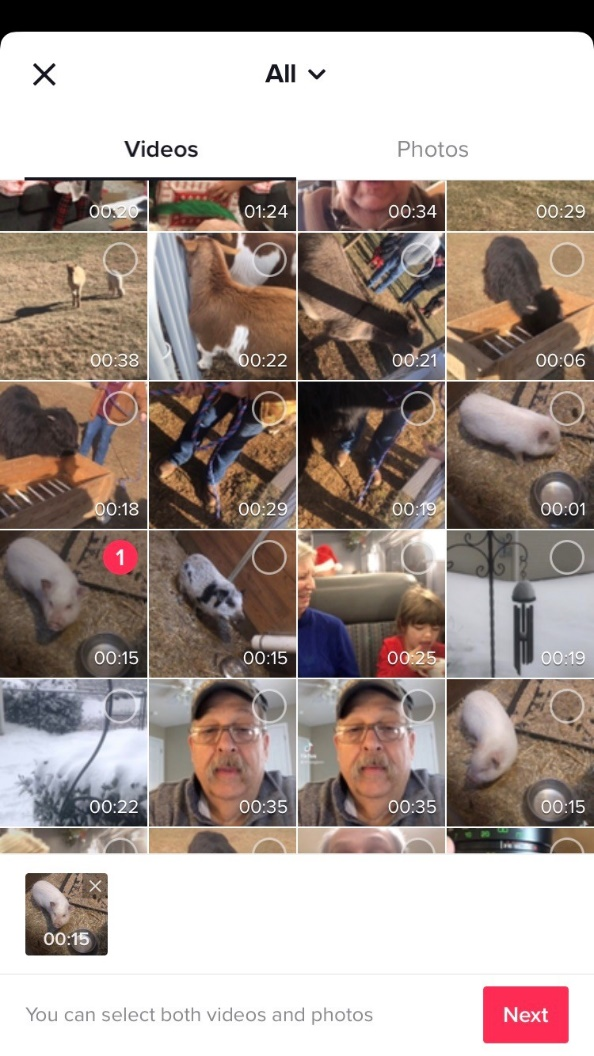 All
Videos Photos
00:20 01:24 00:34 00:29
00:38 00:22 00:21 00:06
00:18 00:29 00:19 00:01
1
00:15 00:15 00:25 00:19
TikTok
00:22 00:35 00:35 00:15
00:15
You can select both videos and photos Next